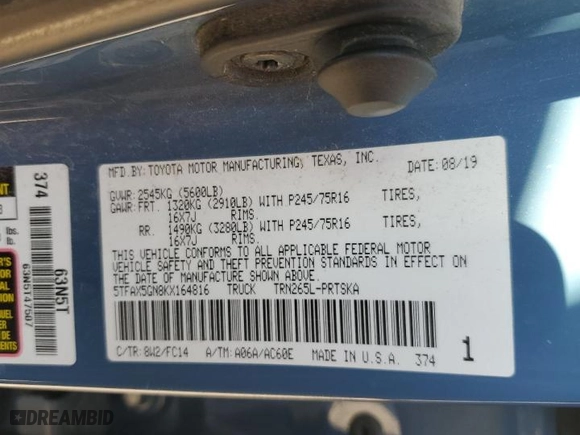 MFD.BY: TOYOTA MOTOR MANUFACTURING, TEXAS, INC. DATE: 08/19
GVWR: 2545KG (5600LB)
GAWR: FRT. 1320KG (2910LB) WITH P245/75R16 TIRES,
16X7J RIMS.
RR. 1490KG (3280LB) WITH P245/75R16 TIRES,
16X7J RIMS.
THIS VEHICLE CONFORMS TO ALL APPLICABLE FEDERAL MOTOR
VEHICLE SAFETY AND THEFT PREVENTION STANDARDS IN EFFECT ON
THE DATE OF MANUFACTURE SHOWN ABOVE.
5TFAX5GN8KX164816 TRUCK TRN265L-PRTSKA
C/TR: 8W2/FC14 A/TM: A06A/AC60E MADE IN U.S.A. 374 1
374
63N5T
63N5147507
lbs.
lb.
DREAMBID